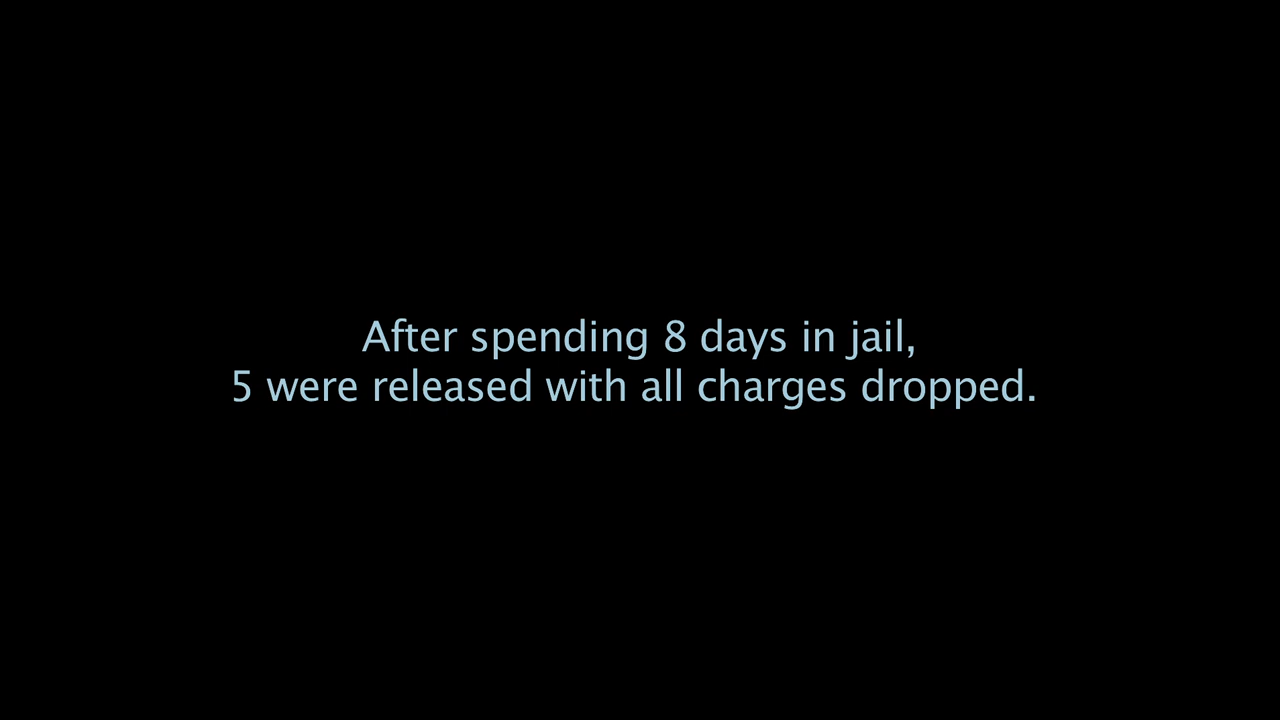 After spending 8 days in jail,
5 were released with all charges dropped.